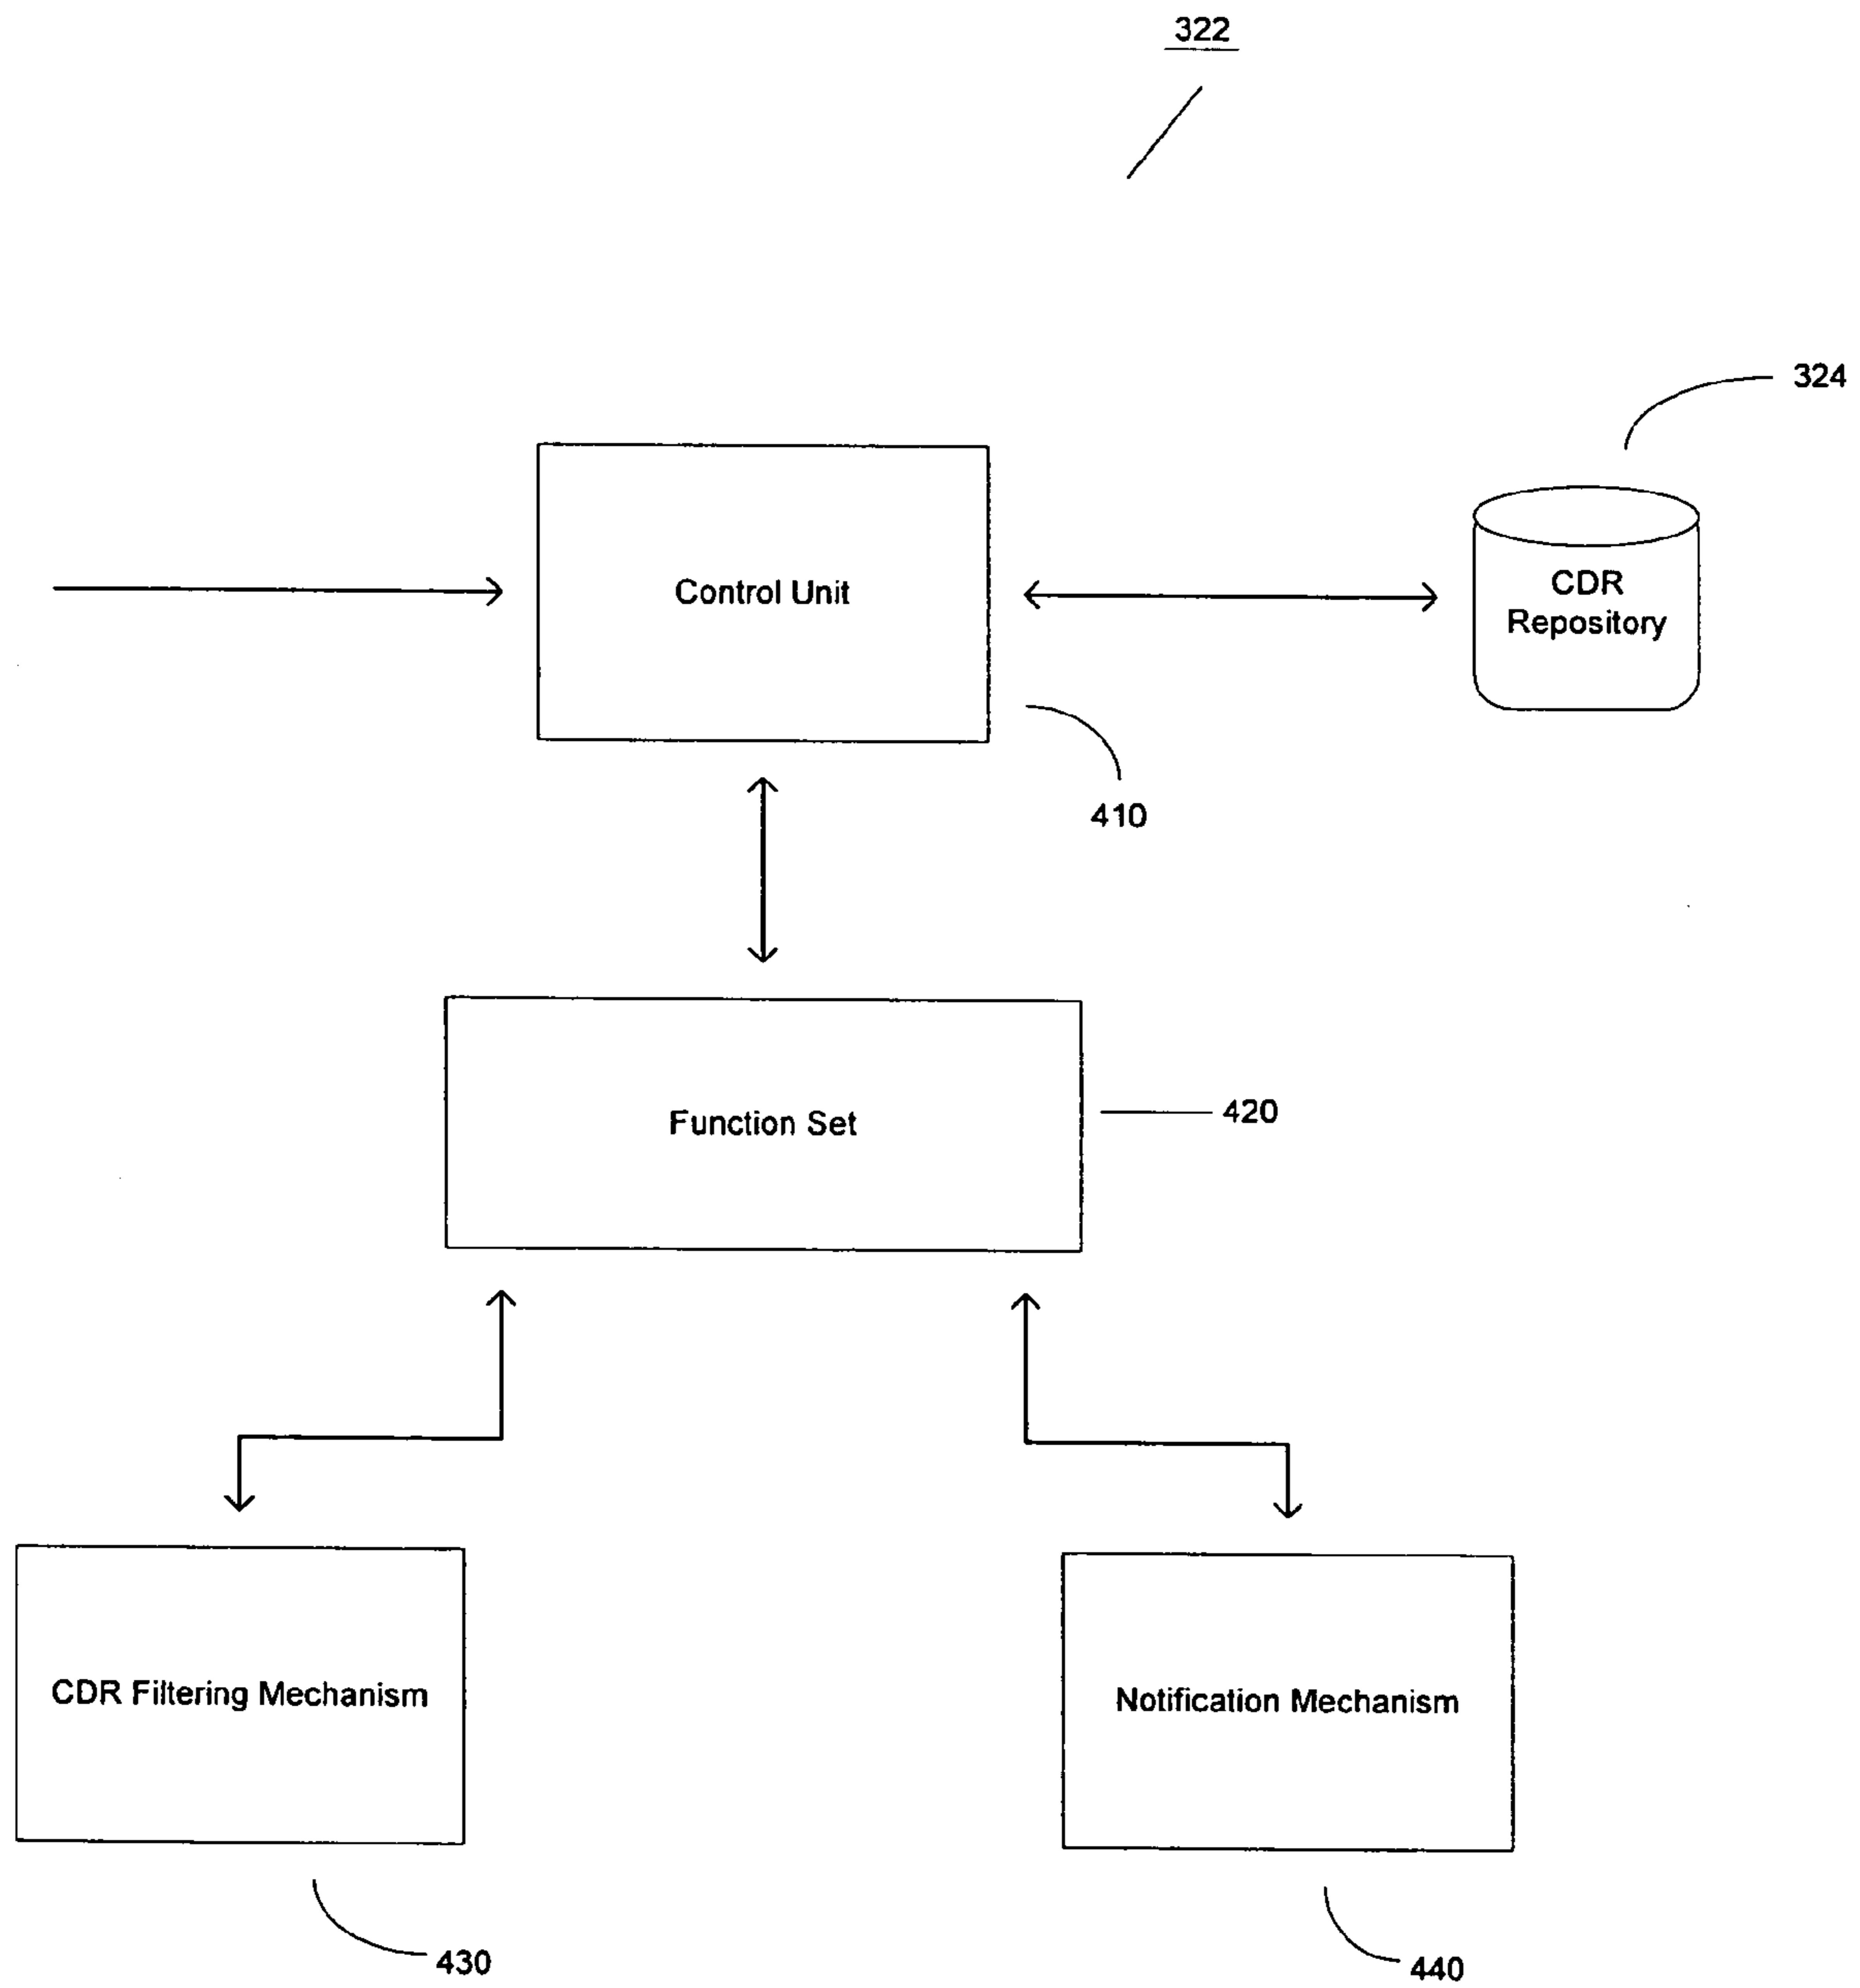 322
324
Control Unit
CDR
Repository
410
Function Set
420
CDR Filtering Mechanism
Notification Mechanism
430
440